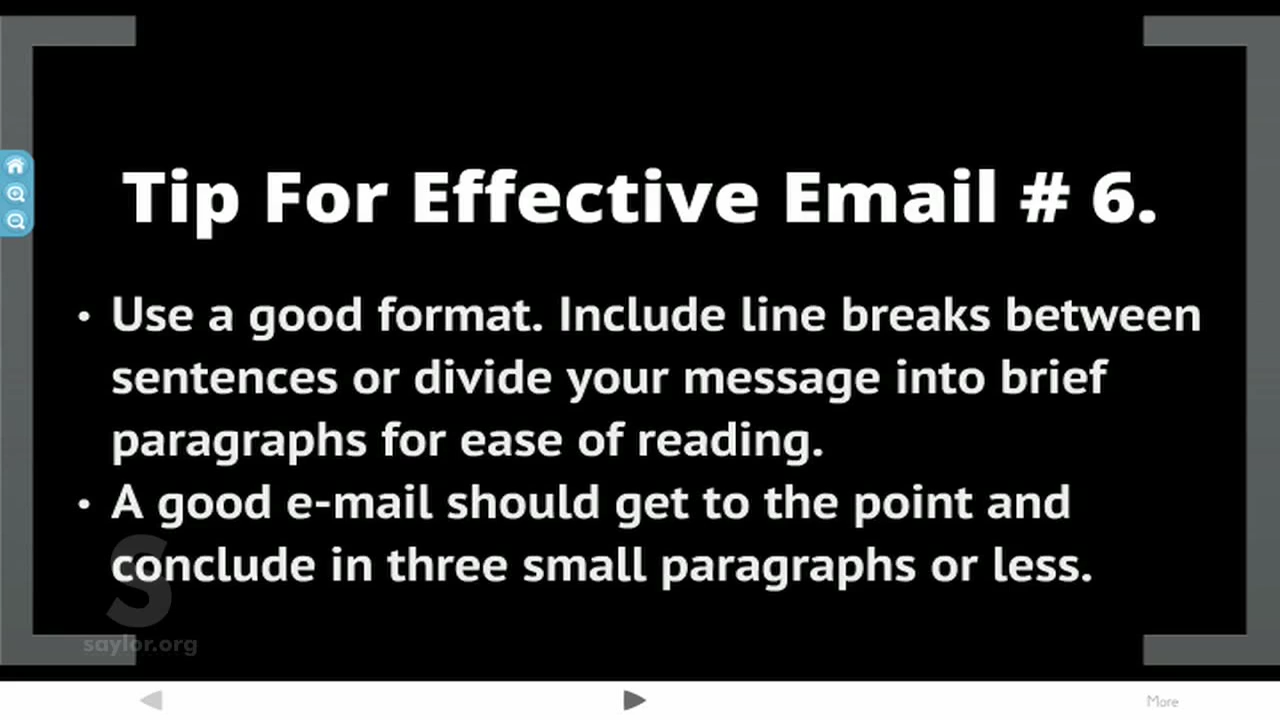 Tip For Effective Email # 6.
• Use a good format. Include line breaks between
sentences or divide your message into brief
paragraphs for ease of reading.
• A good e-mail should get to the point and
conclude in three small paragraphs or less.
S
saylor.org
More